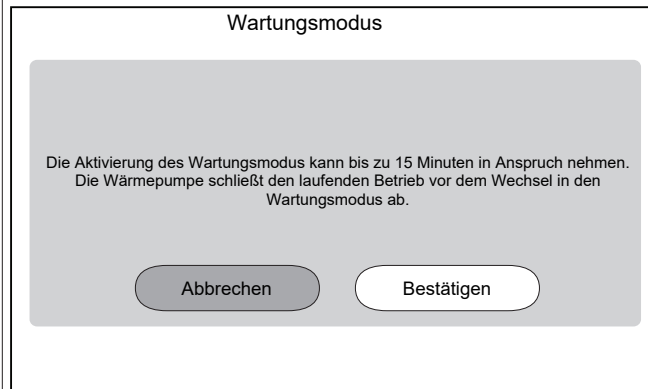 Wartungsmodus
Die Aktivierung des Wartungsmodus kann bis zu 15 Minuten in Anspruch nehmen.
Die Wärmepumpe schließt den laufenden Betrieb vor dem Wechsel in den
Wartungsmodus ab.
Abbrechen
Bestätigen